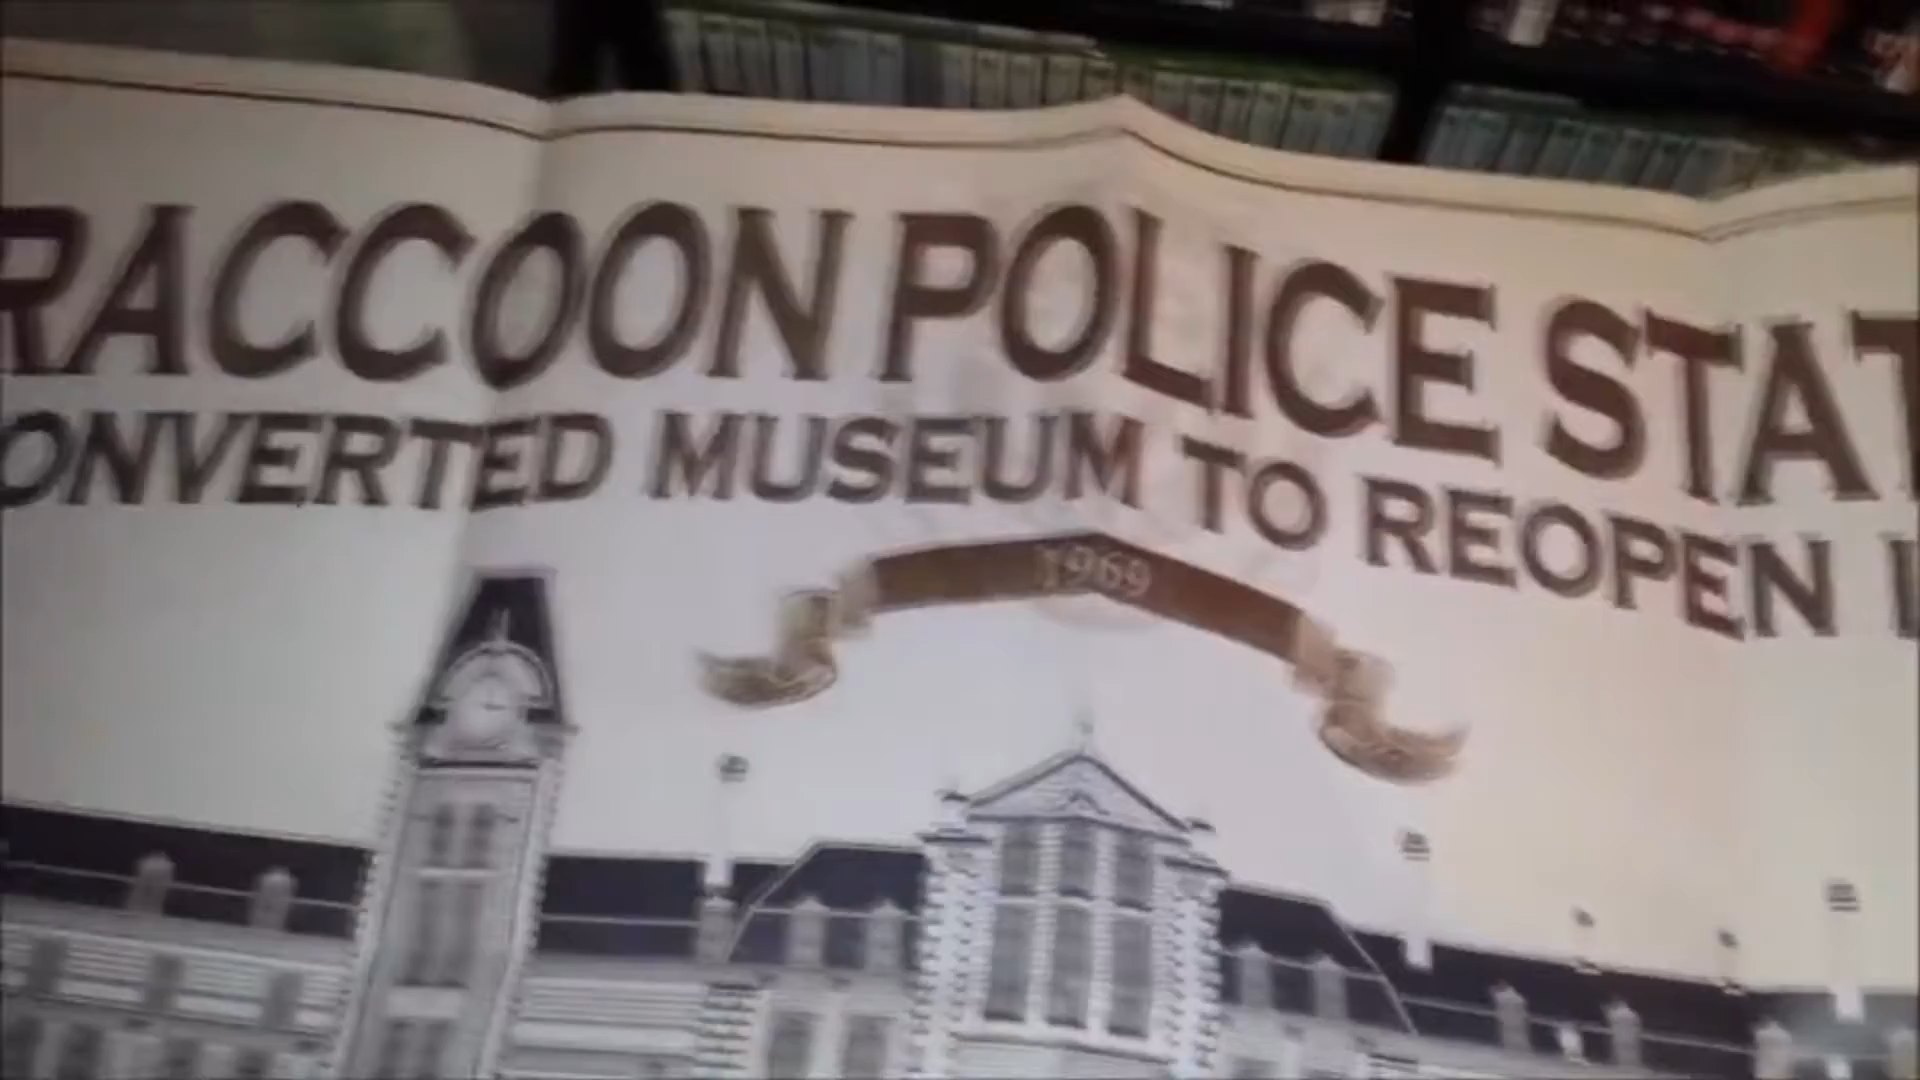 RACCOON POLICE STAT
ONVERTED MUSEUM TO REOPEN I
1969